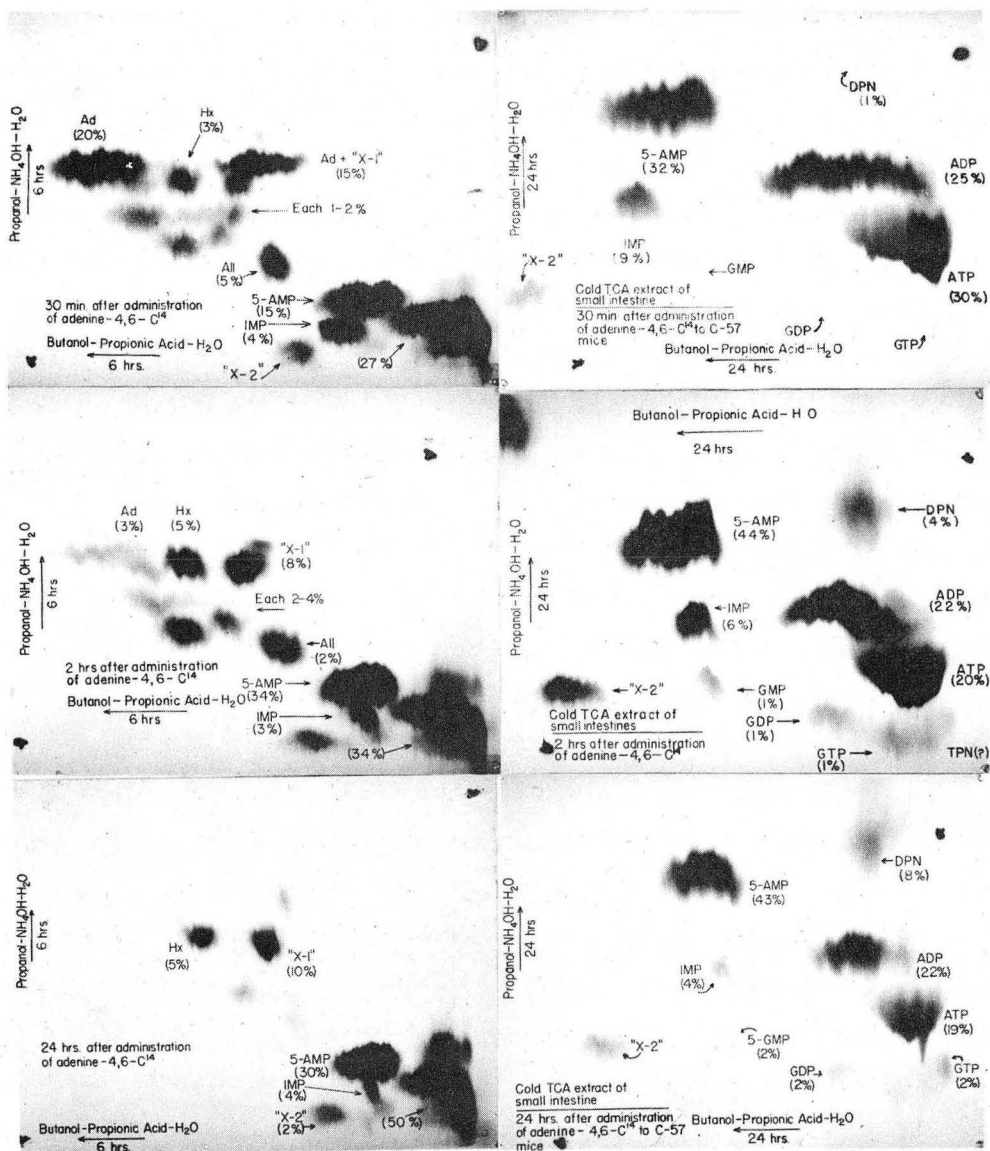 Propanol-NH4OH-H2O
6 hrs
Ad
(20%)
Hx
(3%)
Ad + "X-1"
15%
Each 1-2%
All
(5%)
5-AMP
(15%)
IMP
(4%)
"X-2"
(27%)
30 min. after administration
of adenine-4,6-C14
Butanol-Propionic Acid-H2O
6 hrs.
Propanol-NH4OH-H2O
24 hrs
DPN
(1%)
5-AMP
(32%)
ADP
(25%)
IMP
(9%)
"X-2"
GMP
ATP
(30%)
Cold TCA extract of
small intestine
30 min. after administration
of adenine-4,6-C14 to C-57
mice
GDP
GTP
Butanol-Propionic Acid-H2O
24 hrs.
Propanol-NH4OH-H2O
6 hrs
Ad
(3%)
Hx
(5%)
"X-1"
(8%)
Each 2-4%
All
(2%)
2 hrs after administration
of adenine-4,6-C14
5-AMP
(34%)
Butanol-Propionic Acid-H2O
6 hrs
IMP
(3%)
(34%)
Butanol-Propionic Acid-H O
24 hrs
Propanol-NH4OH-H2O
24 hrs
5-AMP
(44%)
DPN
(4%)
IMP
(6%)
ADP
(22%)
"X-2"
GMP
(1%)
ATP
(20%)
Cold TCA extract of
small intestines
2 hrs after administration
of adenine-4,6-C14
GDP
(1%)
GTP
(1%)
TPN(?)
Propanol-NH4OH-H2O
6 hrs.
Hx
(5%)
"X-1"
(10%)
24 hrs. after administration
of adenine-4,6-C14
5-AMP
(30%)
IMP
(4%)
"X-2"
(2%)
(50%)
Butanol-Propionic Acid-H2O
6 hrs.
Propanol-NH4OH-H2O
24 hrs
5-AMP
(43%)
DPN
(8%)
IMP
(4%)
ADP
(22%)
ATP
(19%)
"X-2"
5-GMP
(2%)
GDP
(2%)
GTP
(2%)
Cold TCA extract of
small intestine
24 hrs. after administration
of adenine-4,6-C14 to C-57
mice
Butanol-Propionic Acid-H2O
24 hrs.